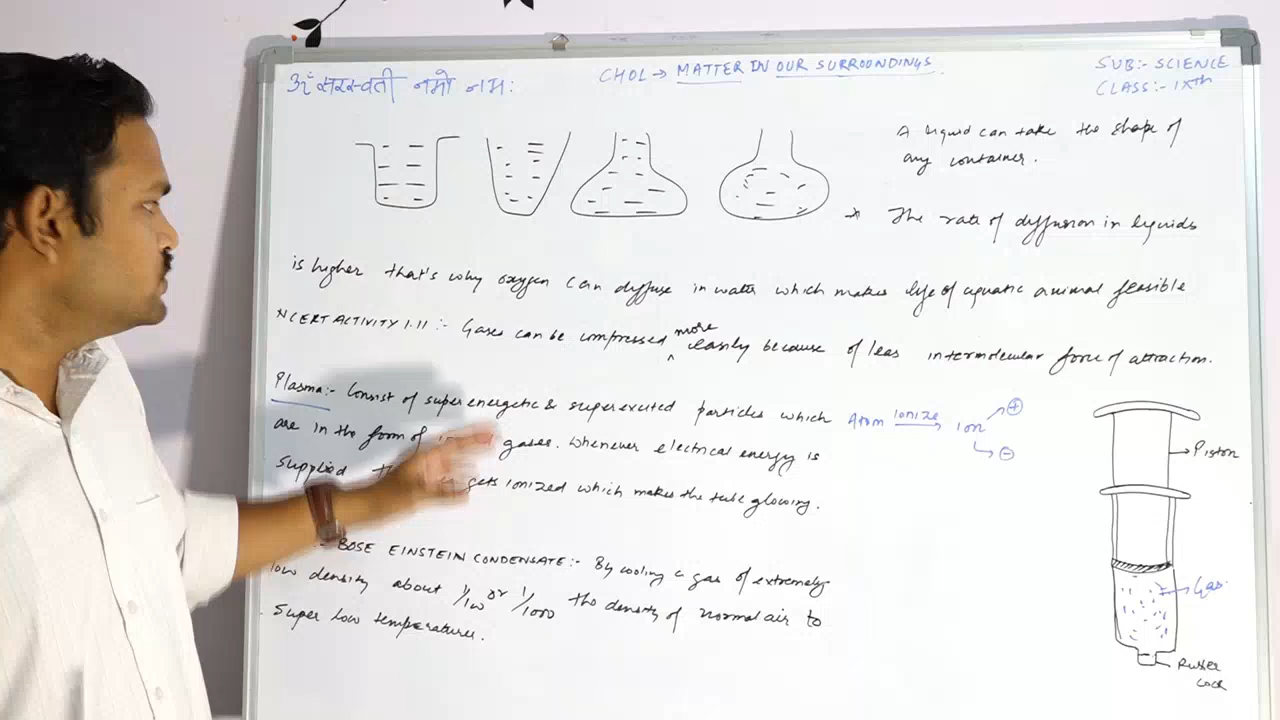 ॐ सरस्वती नमो नमः
CH01 → MATTER IN OUR SURROUNDINGS.
SUB:- SCIENCE
CLASS:- IXth
A liquid can take the shape of
any container.
* The rate of diffusion in liquids
is higher that's why oxygen can diffuse in water which makes life of aquatic animal feasible
NCERT ACTIVITY 1.11 :- Gases can be compressed more easily because of less intermolecular force of attraction.
Plasma:- Consist of super energetic & super excited particles which
are in the form of gases. Whenever electrical energy is
Supplied gets ionized which makes the tube glowing.
Atom ionize → ion + -
BOSE EINSTEIN CONDENSATE:- By cooling a gas of extremely
low density about 1/100 or 1/1000 the density of normal air to
Super low temperatures.
Piston
Gas